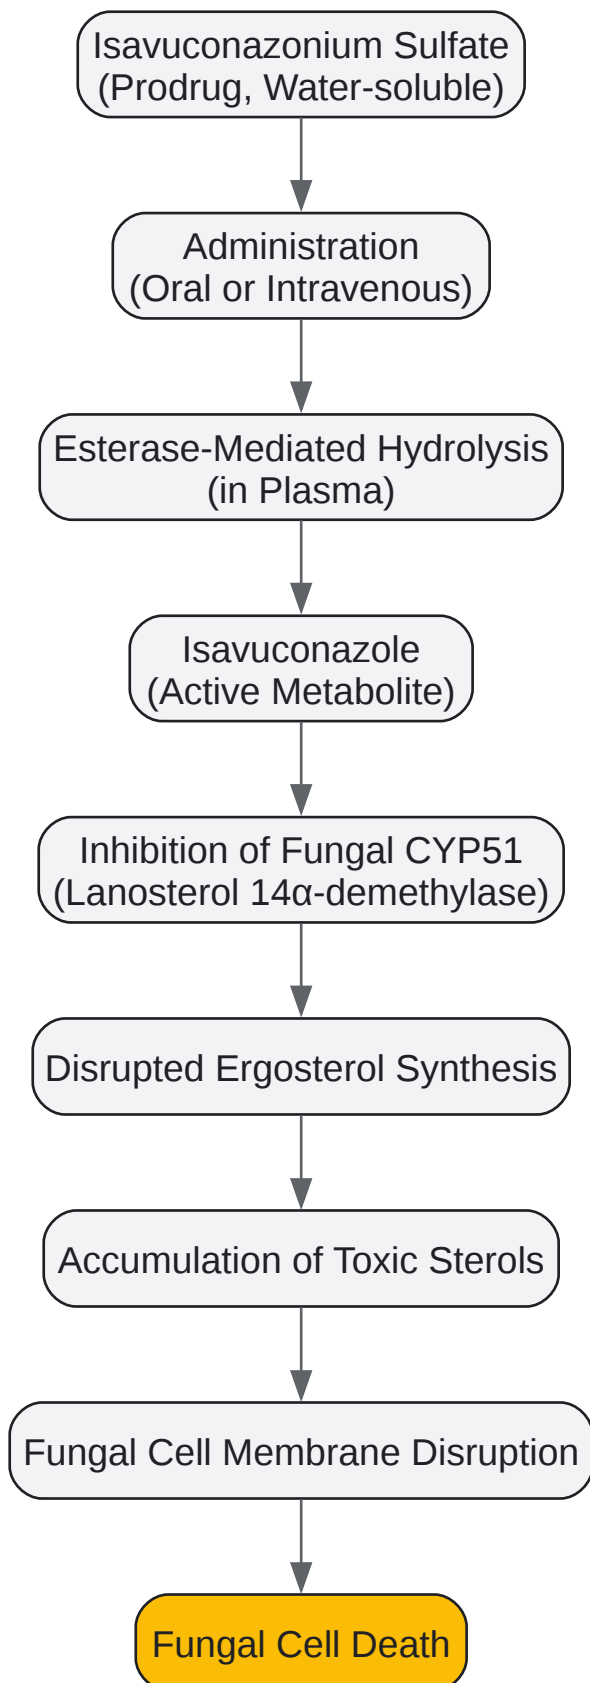 Isavuconazonium Sulfate
(Prodrug, Water-soluble)
Administration
(Oral or Intravenous)
Esterase-Mediated Hydrolysis
(in Plasma)
Isavuconazole
(Active Metabolite)
Inhibition of Fungal CYP51
(Lanosterol 14α-demethylase)
Disrupted Ergosterol Synthesis
Accumulation of Toxic Sterols
Fungal Cell Membrane Disruption
Fungal Cell Death